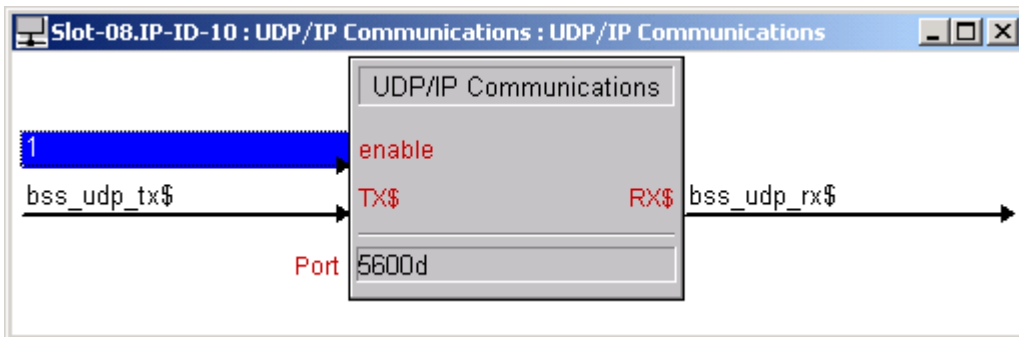 Slot-08.IP-ID-10 : UDP/IP Communications : UDP/IP Communications
UDP/IP Communications
1 enable
bss_udp_tx$ TX$ RX$ bss_udp_rx$
Port 5600d